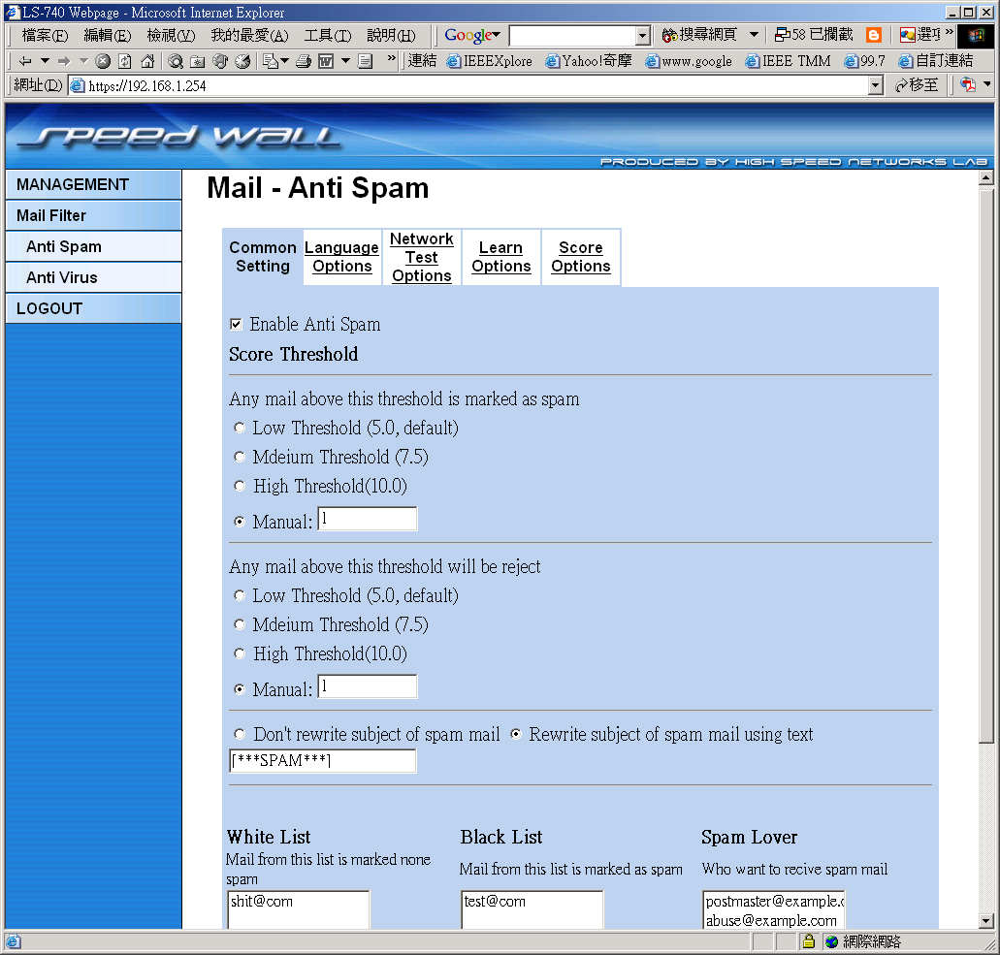 LS-740 Webpage - Microsoft Internet Explorer
檔案(F) 編輯(E) 檢視(V) 我的最愛(A) 工具(T) 說明(H) Google 搜尋網頁 58 已攔截 選項 »
» 連結 IEEEXplore Yahoo!奇摩 www.google IEEE TMM 99.7 自訂連結
網址(D) https://192.168.1.254 移至
speed wall
PRODUCED BY HIGH SPEED NETWORKS LAB
MANAGEMENT
Mail Filter
Anti Spam
Anti Virus
LOGOUT
Mail - Anti Spam
Common Setting
Language Options
Network Test Options
Learn Options
Score Options
Enable Anti Spam
Score Threshold
Any mail above this threshold is marked as spam
Low Threshold (5.0, default)
Mdeium Threshold (7.5)
High Threshold(10.0)
Manual: 1
Any mail above this threshold will be reject
Low Threshold (5.0, default)
Mdeium Threshold (7.5)
High Threshold(10.0)
Manual: 1
Don't rewrite subject of spam mail Rewrite subject of spam mail using text
[***SPAM***]
White List
Mail from this list is marked none
spam
shit@com
Black List
Mail from this list is marked as spam
test@com
Spam Lover
Who want to recive spam mail
postmaster@example.c
abuse@example.com
網際網路